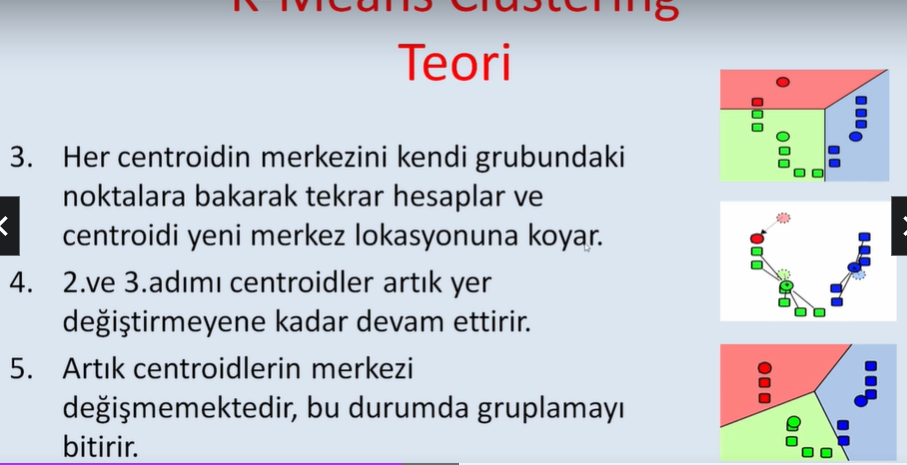 K-Means Clustering
Teori
3. Her centroidin merkezini kendi grubundaki
noktalara bakarak tekrar hesaplar ve
centroidi yeni merkez lokasyonuna koyar.
4. 2.ve 3.adımı centroidler artık yer
değiştirmeyene kadar devam ettirir.
5. Artık centroidlerin merkezi
değişmemektedir, bu durumda gruplamayı
bitirir.